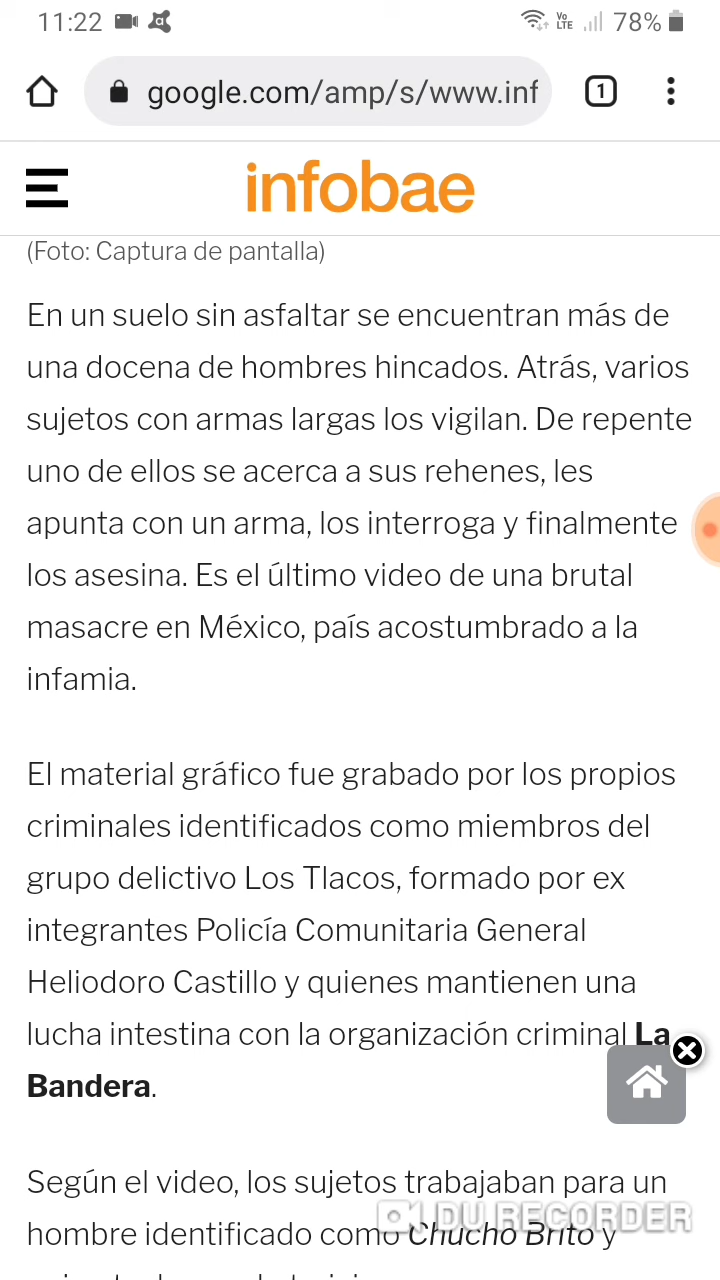 11:22 Vo LTE 78%
google.com/amp/s/www.inf 1
infobae
(Foto: Captura de pantalla)
En un suelo sin asfaltar se encuentran más de
una docena de hombres hincados. Atrás, varios
sujetos con armas largas los vigilan. De repente
uno de ellos se acerca a sus rehenes, les
apunta con un arma, los interroga y finalmente
los asesina. Es el último video de una brutal
masacre en México, país acostumbrado a la
infamia.
El material gráfico fue grabado por los propios
criminales identificados como miembros del
grupo delictivo Los Tlacos, formado por ex
integrantes Policía Comunitaria General
Heliodoro Castillo y quienes mantienen una
lucha intestina con la organización criminal La
Bandera.
Según el video, los sujetos trabajaban para un
hombre identificado como Chucho Brito y
DU RECORDER